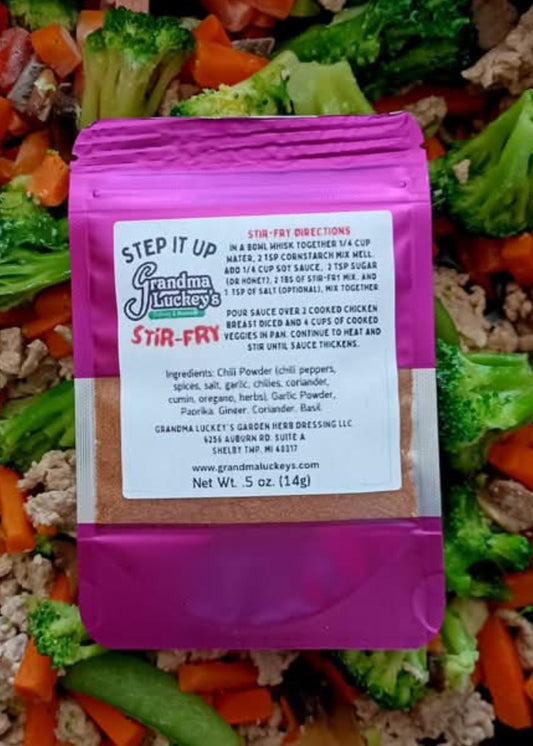 STEP IT UP
Grandma
Luckey's
STIR-FRY
STIR-FRY DIRECTIONS
IN A BOWL WHISK TOGETHER 1/4 CUP
WATER, 2 TSP CORNSTARCH MIX WELL.
ADD 1/4 CUP SOY SAUCE, 2 TSP SUGAR
(OR HONEY), 2 TBS OF STIR-FRY MIX, AND
1 TSP OF SALT (OPTIONAL), MIX TOGETHER.
POUR SAUCE OVER 2 COOKED CHICKEN
BREAST DICED AND 4 CUPS OF COOKED
VEGGIES IN PAN. CONTINUE TO HEAT AND
STIR UNTIL SAUCE THICKENS.
Ingredients: Chili Powder (chili peppers,
spices, salt, garlic, chilies, coriander,
cumin, oregano, herbs), Garlic Powder,
Paprika, Ginger, Coriander, Basil
GRANDMA LUCKEY'S GARDEN HERB DRESSING LLC
6256 AUBURN RD. SUITE A
SHELBY TWP, MI 48317
www.grandmaluckeys.com
Net Wt. .5 oz. (14g)